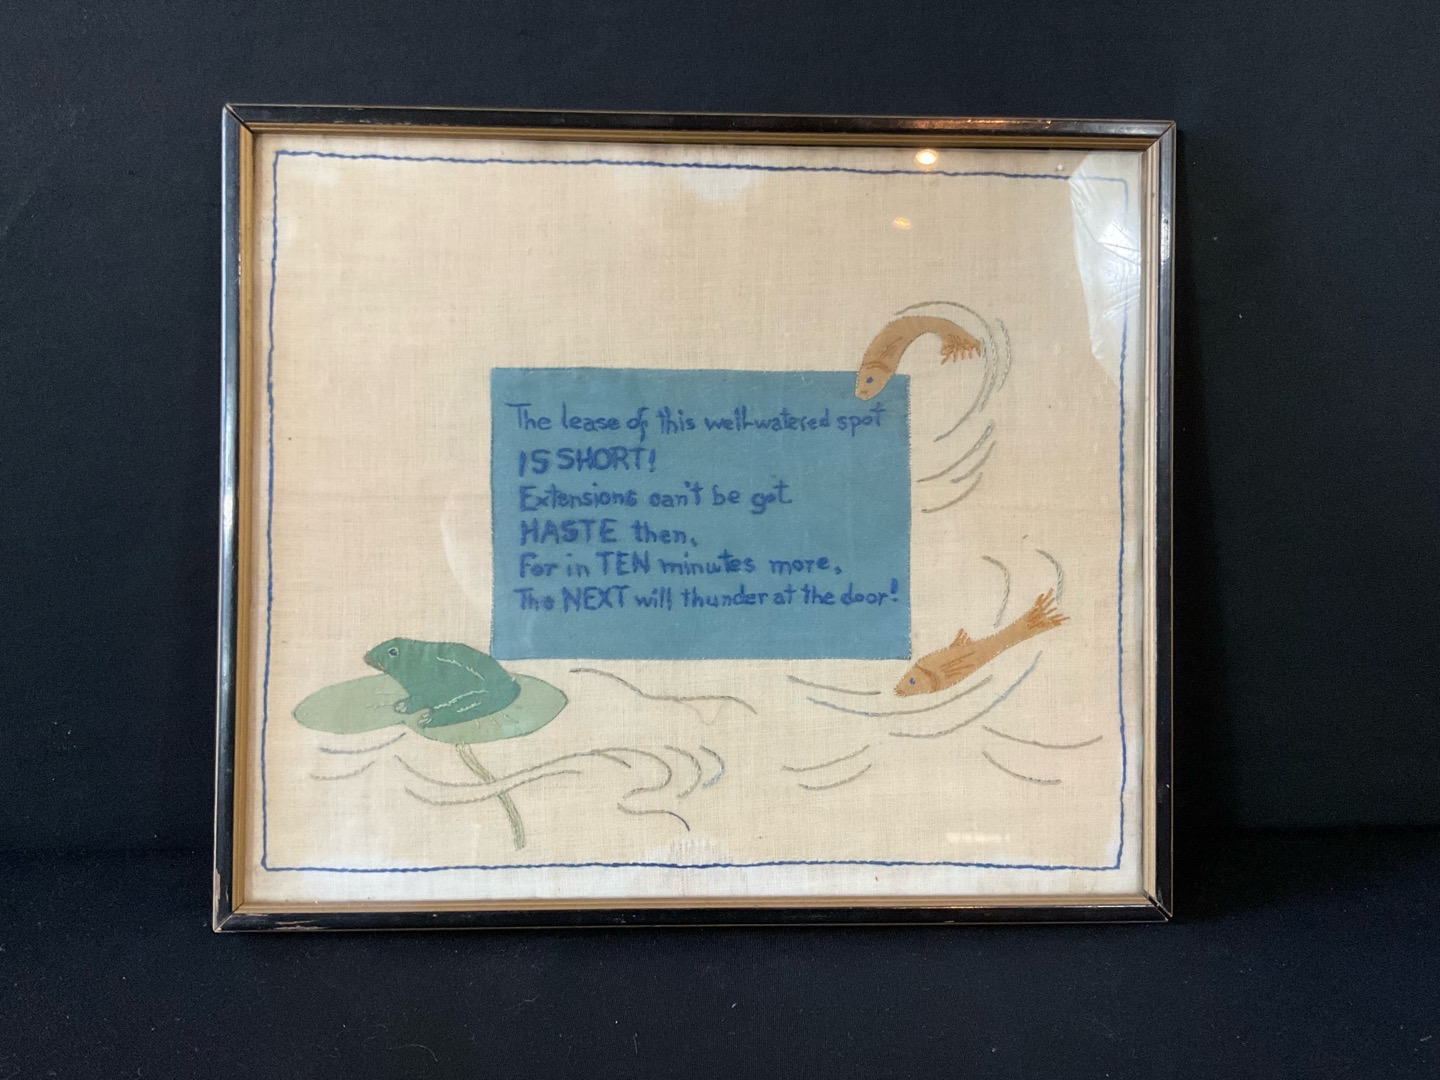 The lease of this well-watered spot
IS SHORT!
Extensions can't be got.
HASTE then,
For in TEN minutes more,
The NEXT will thunder at the door!